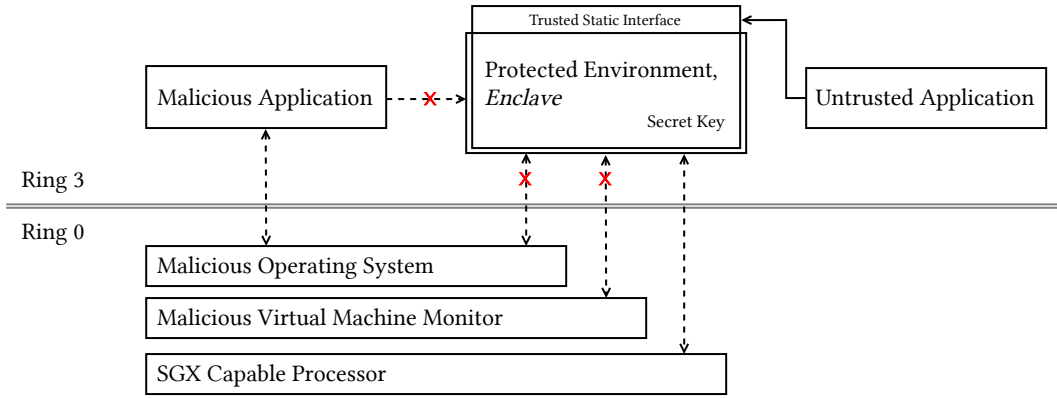 Trusted Static Interface
Protected Environment,
Enclave
Secret Key
Malicious Application
Untrusted Application
X
X
X
Ring 3
Ring 0
Malicious Operating System
Malicious Virtual Machine Monitor
SGX Capable Processor